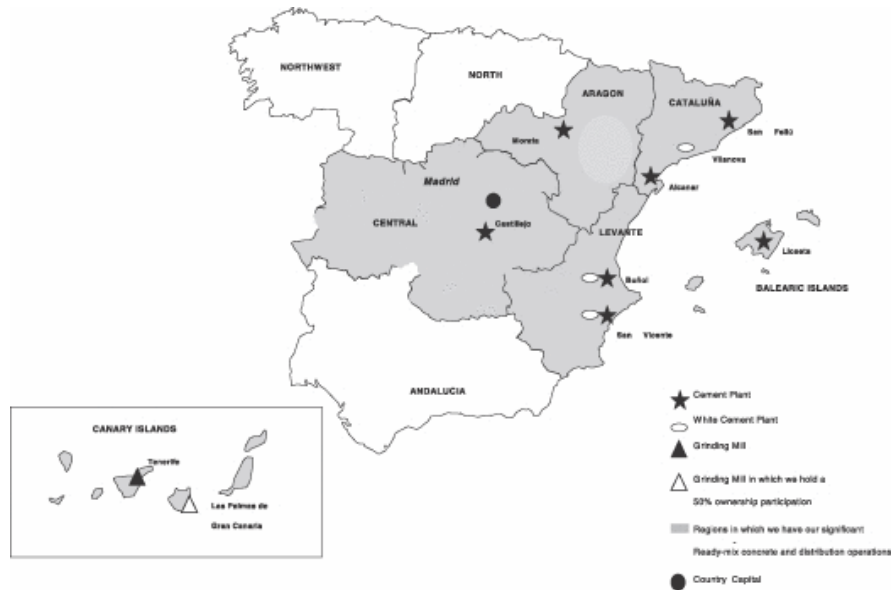 NORTHWEST
NORTH
ARAGON
CATALUÑA
Morata
San Feliú
Vilanova
Madrid
Alcanar
CENTRAL
Castillejo
LEVANTE
Lloseta
Buñol
BALEARIC ISLANDS
San Vicente
ANDALUCIA
Cement Plant
White Cement Plant
CANARY ISLANDS
Grinding Mill
Tenerife
Grinding Mill in which we hold a
50% ownership participation
Las Palmas de
Gran Canaria
Regions in which we have our significant
Ready-mix concrete and distribution operations
Country Capital